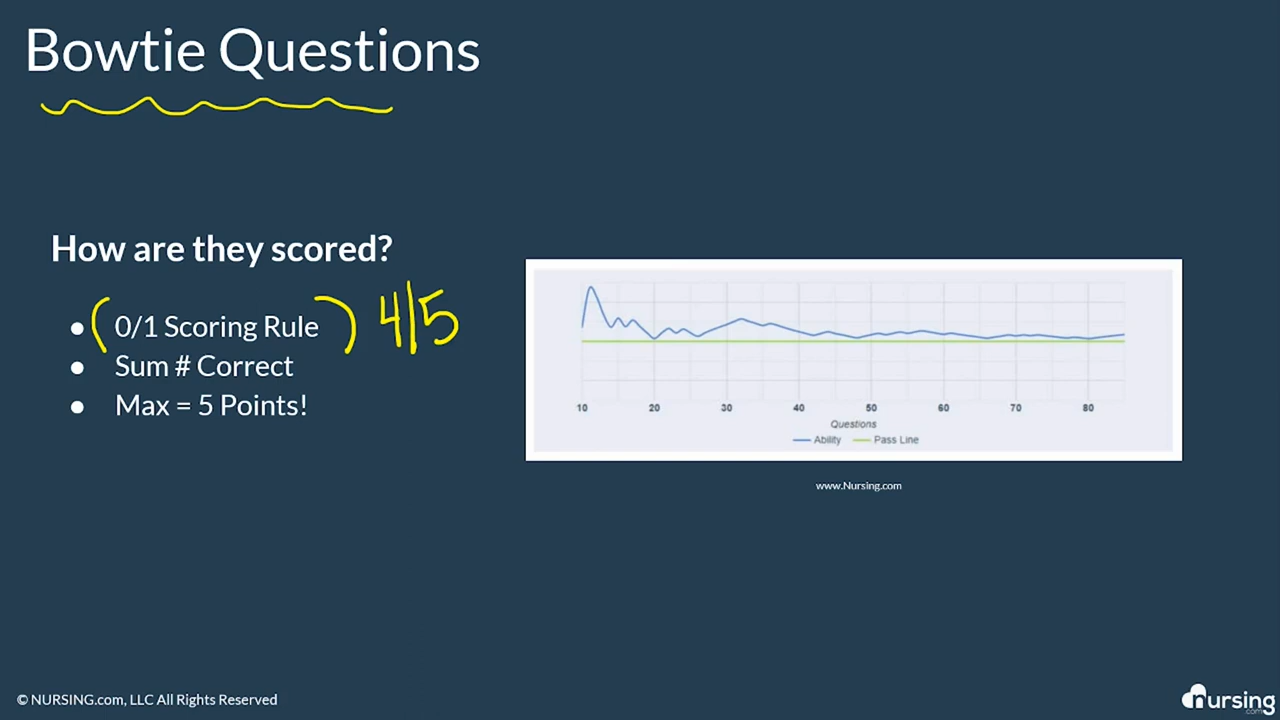 Bowtie Questions
How are they scored?
● ( 0/1 Scoring Rule ) 4|5
● Sum # Correct
● Max = 5 Points!
10 20 30 40 50 60 70 80
Questions
Ability Pass Line
www.Nursing.com
© NURSING.com, LLC All Rights Reserved
nursing
.com